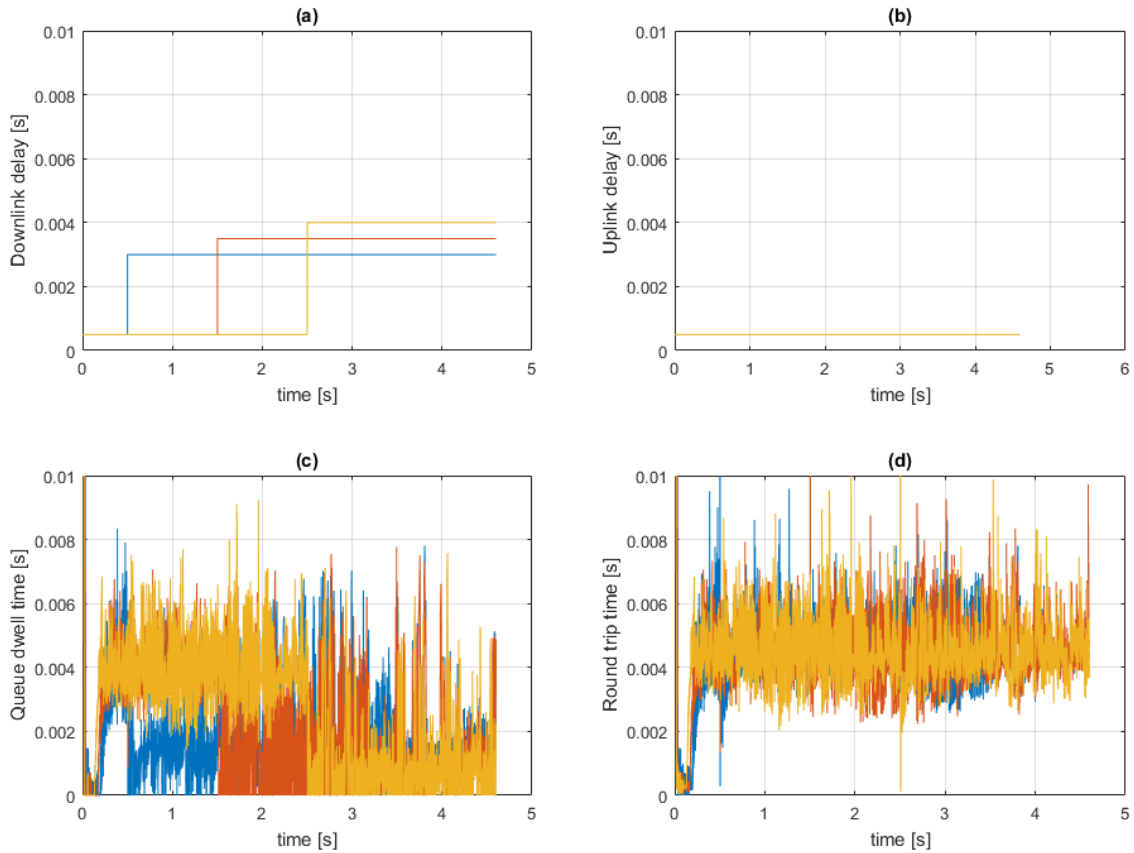 (a)
0.01
0.008
0.006
0.004
0.002
0
Downlink delay [s]
0 1 2 3 4 5
time [s]
(b)
0.01
0.008
0.006
0.004
0.002
0
Uplink delay [s]
0 1 2 3 4 5 6
time [s]
(c)
0.01
0.008
0.006
0.004
0.002
0
Queue dwell time [s]
0 1 2 3 4 5
time [s]
(d)
0.01
0.008
0.006
0.004
0.002
0
Round trip time [s]
0 1 2 3 4 5
time [s]